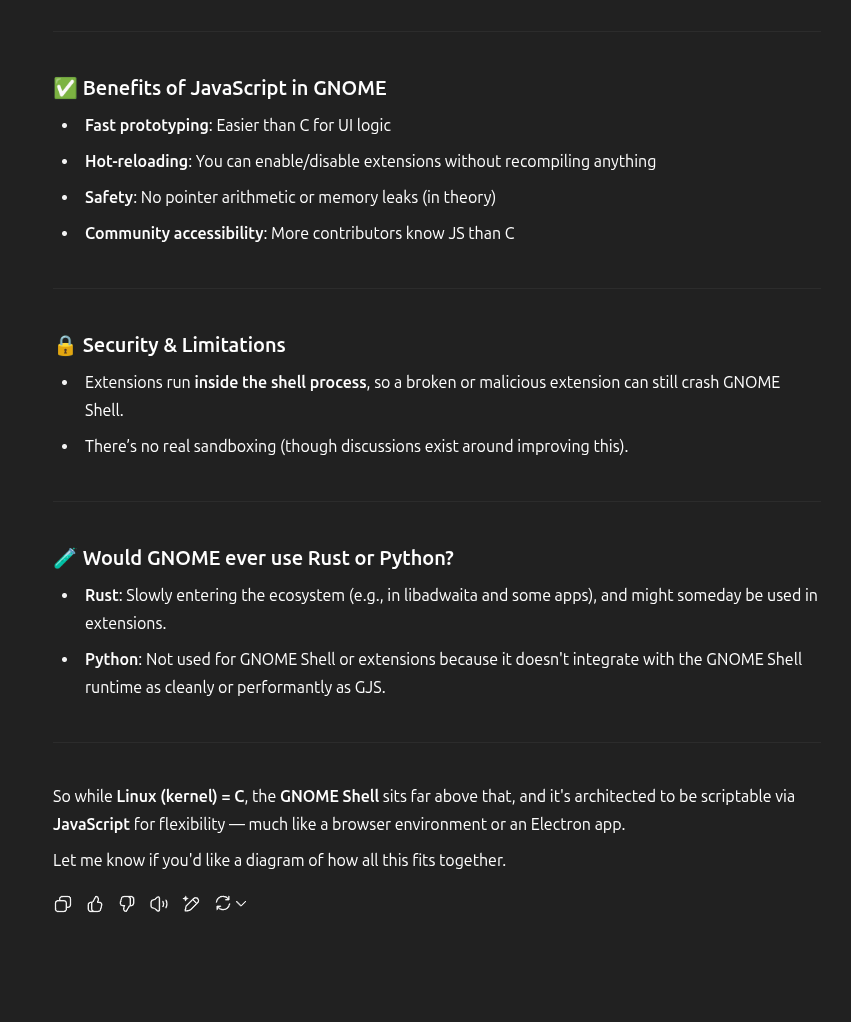 ✅ Benefits of JavaScript in GNOME
• Fast prototyping: Easier than C for UI logic
• Hot-reloading: You can enable/disable extensions without recompiling anything
• Safety: No pointer arithmetic or memory leaks (in theory)
• Community accessibility: More contributors know JS than C
🔒 Security & Limitations
• Extensions run inside the shell process, so a broken or malicious extension can still crash GNOME
Shell.
• There’s no real sandboxing (though discussions exist around improving this).
🧪 Would GNOME ever use Rust or Python?
• Rust: Slowly entering the ecosystem (e.g., in libadwaita and some apps), and might someday be used in
extensions.
• Python: Not used for GNOME Shell or extensions because it doesn't integrate with the GNOME Shell
runtime as cleanly or performantly as GJS.
So while Linux (kernel) = C, the GNOME Shell sits far above that, and it's architected to be scriptable via
JavaScript for flexibility — much like a browser environment or an Electron app.
Let me know if you'd like a diagram of how all this fits together.